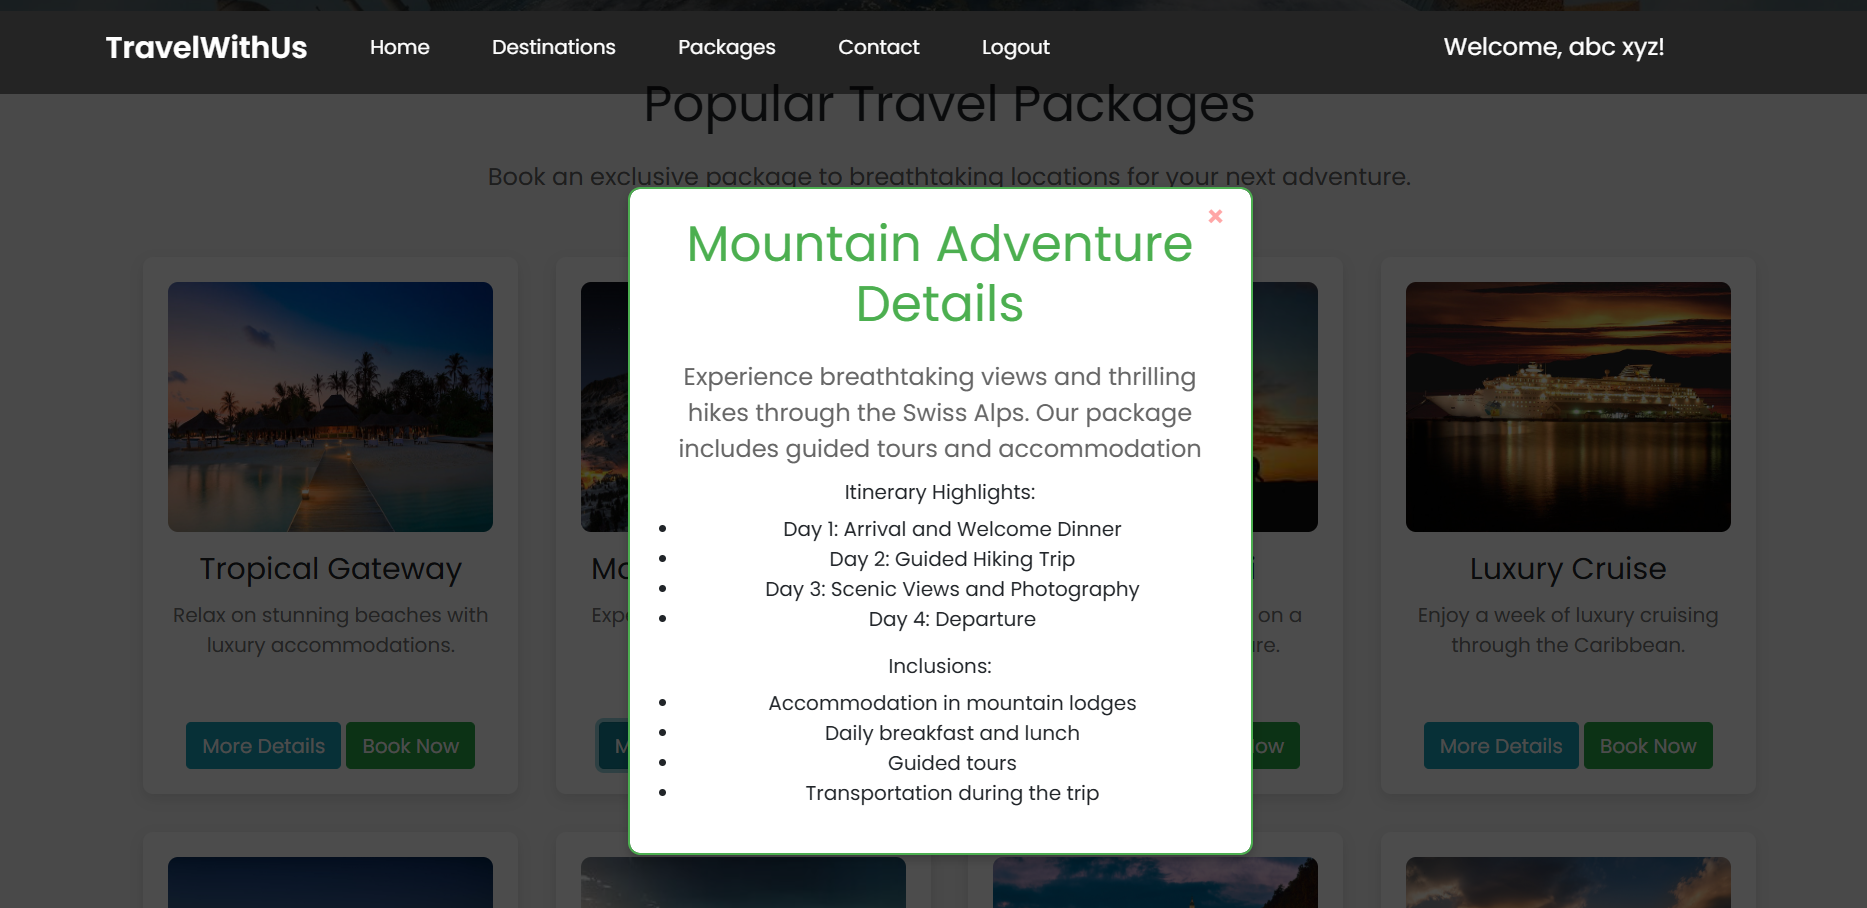 TravelWithUs Home Destinations Packages Contact Logout Welcome, abc xyz!
Popular Travel Packages
Book an exclusive package to breathtaking locations for your next adventure.
Mountain Adventure
Details
Experience breathtaking views and thrilling
hikes through the Swiss Alps. Our package
includes guided tours and accommodation
Itinerary Highlights:
• Day 1: Arrival and Welcome Dinner
• Day 2: Guided Hiking Trip
• Day 3: Scenic Views and Photography
• Day 4: Departure
Inclusions:
• Accommodation in mountain lodges
• Daily breakfast and lunch
• Guided tours
• Transportation during the trip
Tropical Gateway
Relax on stunning beaches with
luxury accommodations.
More Details Book Now
on a
Luxury Cruise
Enjoy a week of luxury cruising
through the Caribbean.
More Details Book Now